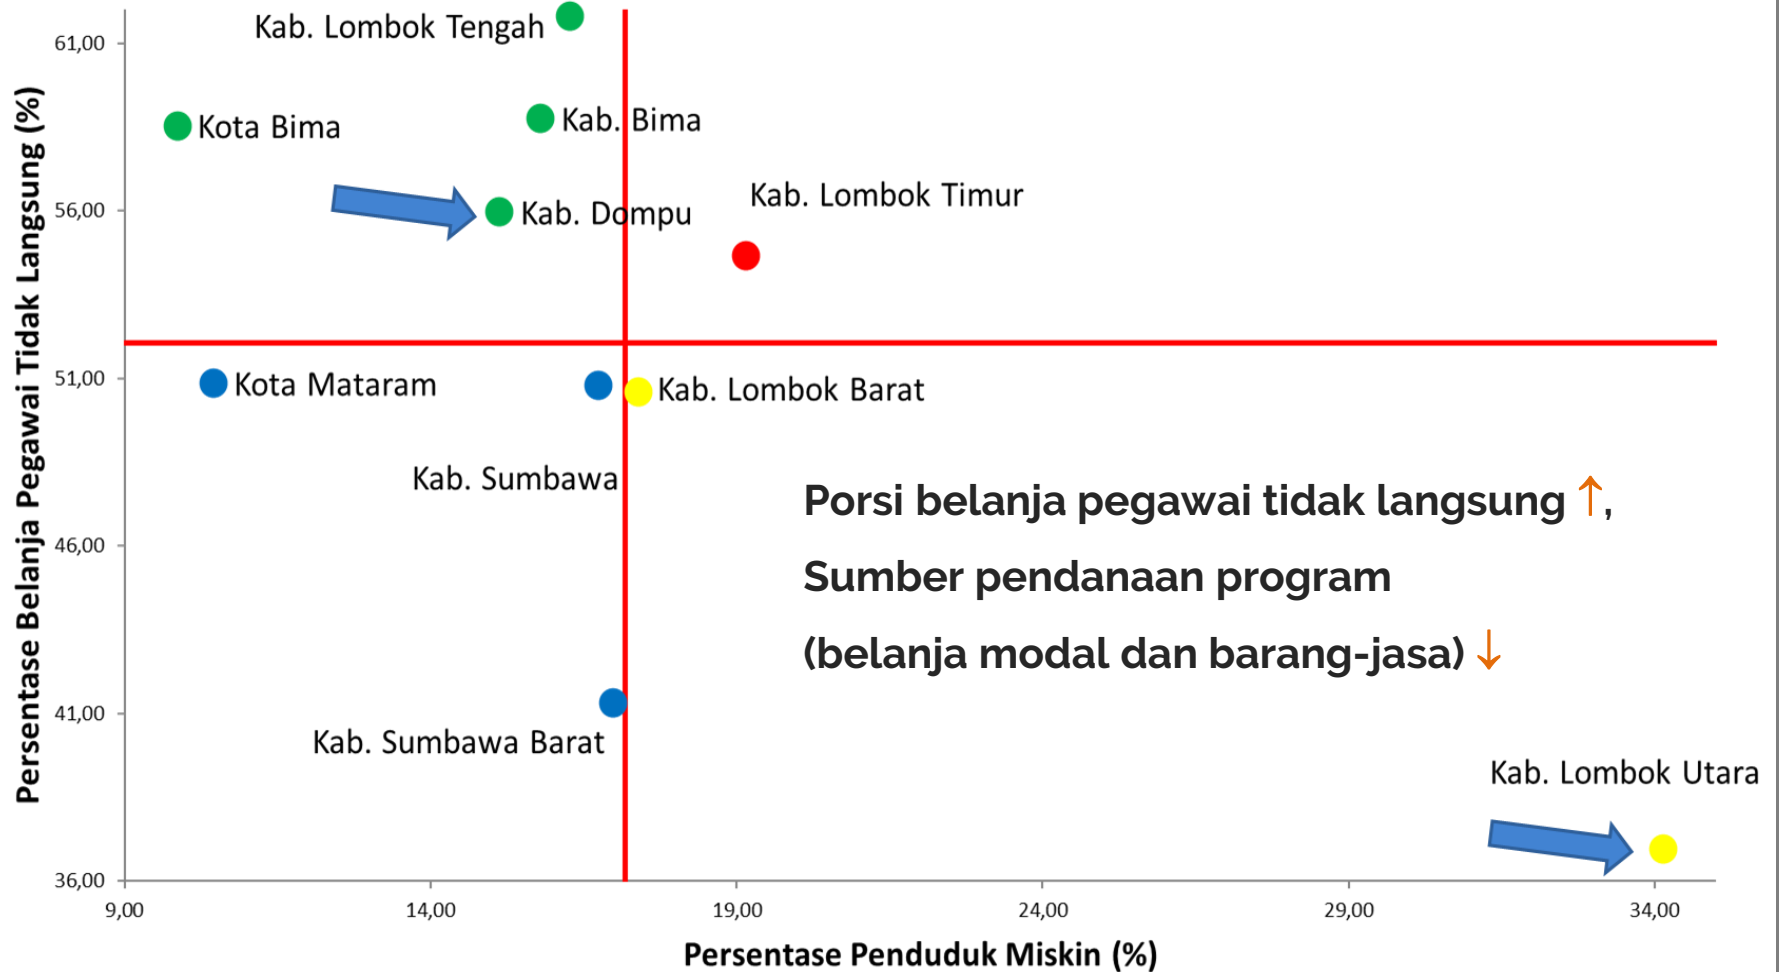 Persentase Belanja Pegawai Tidak Langsung (%)
61,00
56,00
51,00
46,00
41,00
36,00
Kab. Lombok Tengah
Kota Bima
Kab. Bima
Kab. Lombok Timur
Kab. Dompu
Kota Mataram
Kab. Lombok Barat
Kab. Sumbawa
Porsi belanja pegawai tidak langsung ↑,
Sumber pendanaan program
(belanja modal dan barang-jasa) ↓
Kab. Sumbawa Barat
Kab. Lombok Utara
9,00
14,00
19,00
24,00
29,00
34,00
Persentase Penduduk Miskin (%)